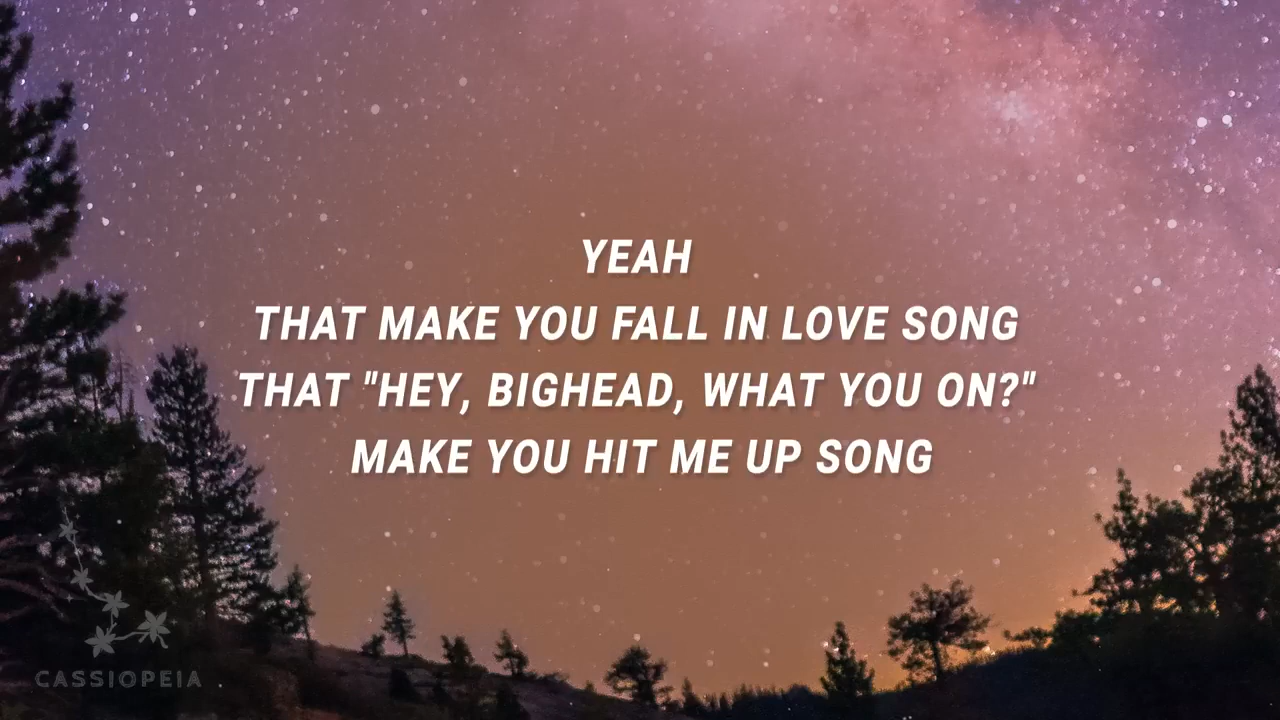 YEAH
THAT MAKE YOU FALL IN LOVE SONG
THAT "HEY, BIGHEAD, WHAT YOU ON?"
MAKE YOU HIT ME UP SONG
CASSIOPEIA